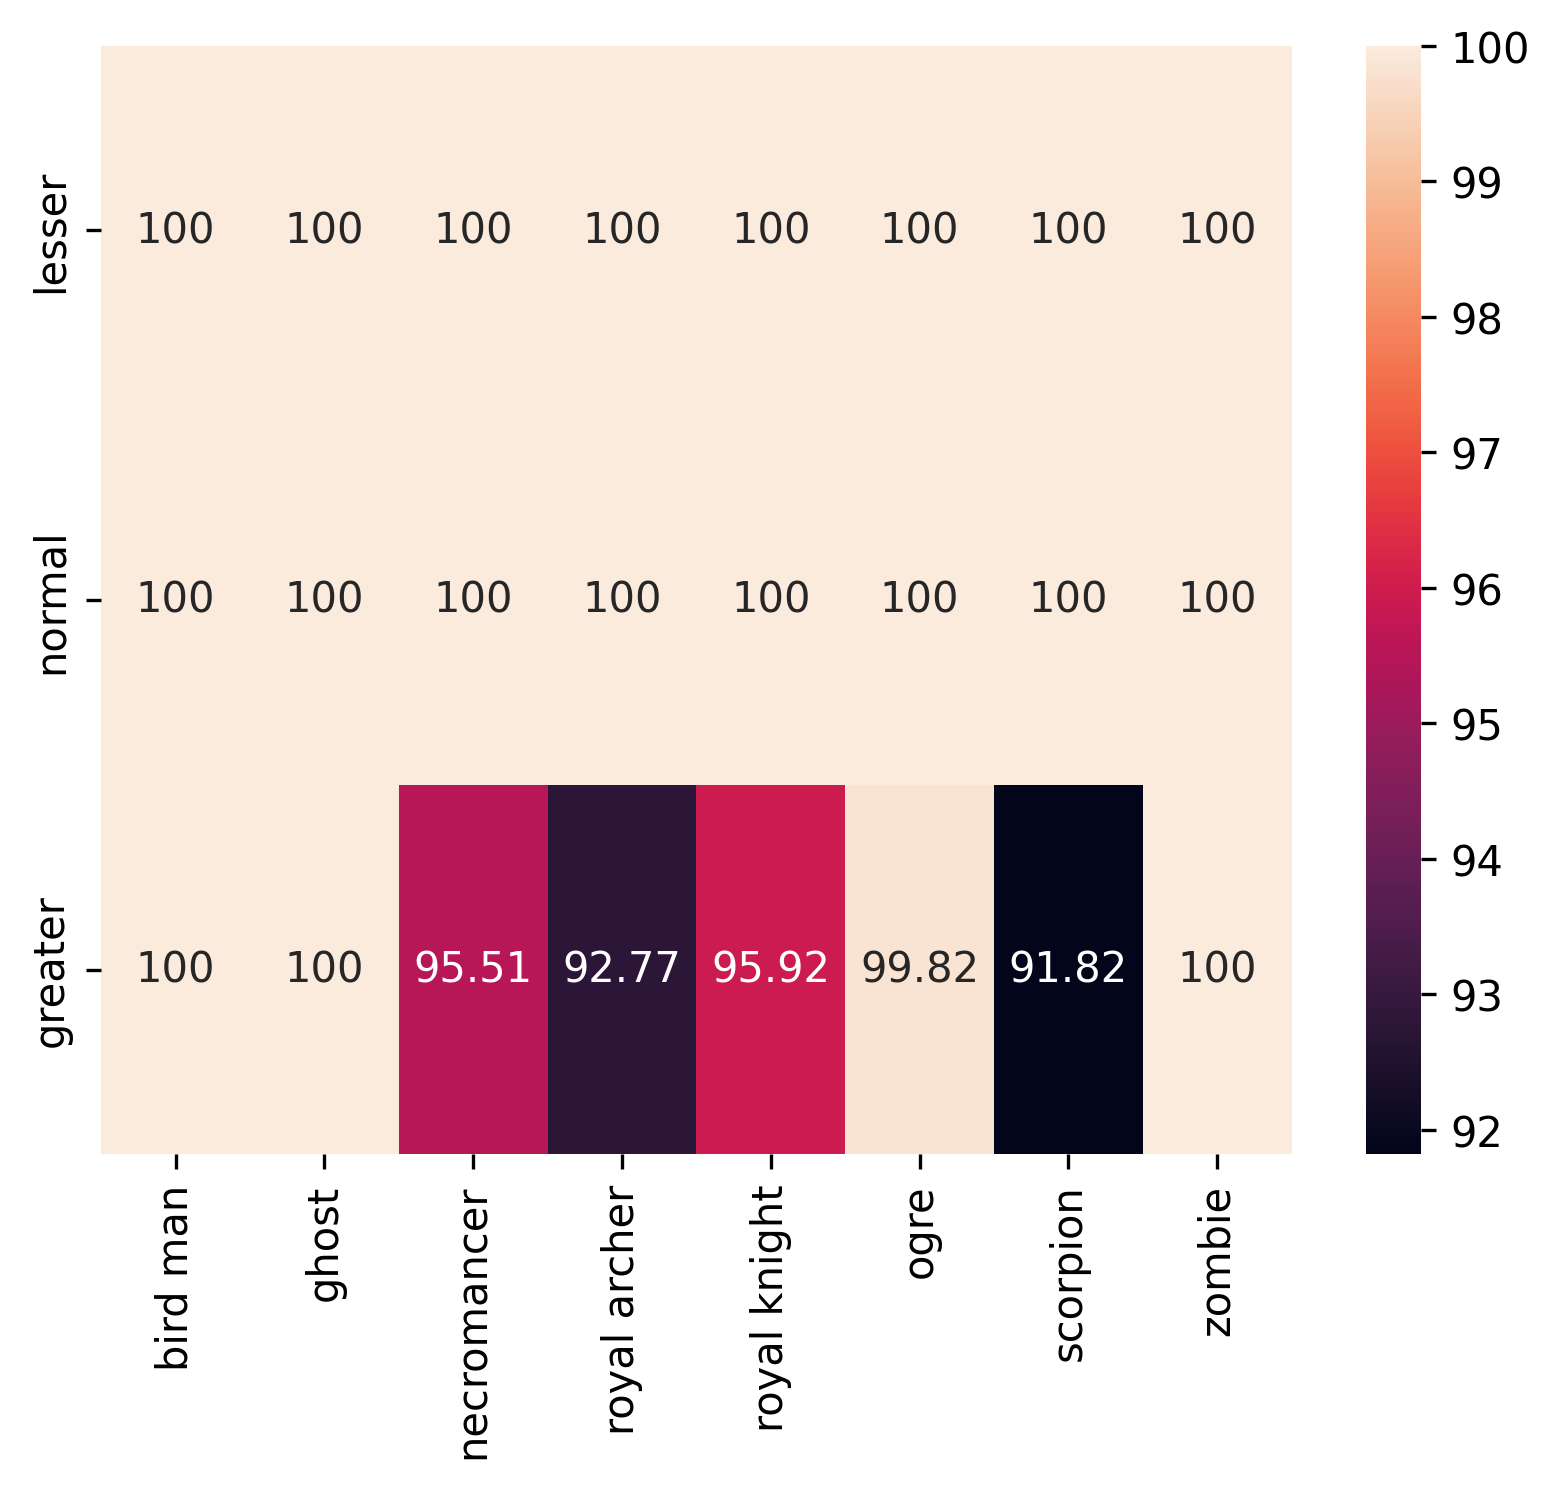 lesser 100 100 100 100 100 100 100 100
normal 100 100 100 100 100 100 100 100
greater 100 100 95.51 92.77 95.92 99.82 91.82 100
bird man ghost necromancer royal archer royal knight ogre scorpion zombie
100
99
98
97
96
95
94
93
92